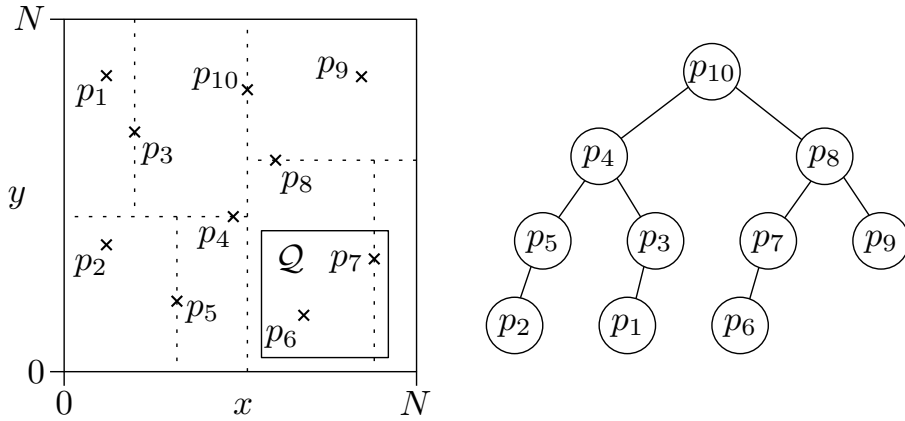 N
p₁
p₁₀
p₉
p₃
p₈
y
p₂
p₄
Q
p₇
p₅
p₆
0
0
x
N
p₁₀
p₄
p₈
p₅
p₃
p₇
p₉
p₂
p₁
p₆